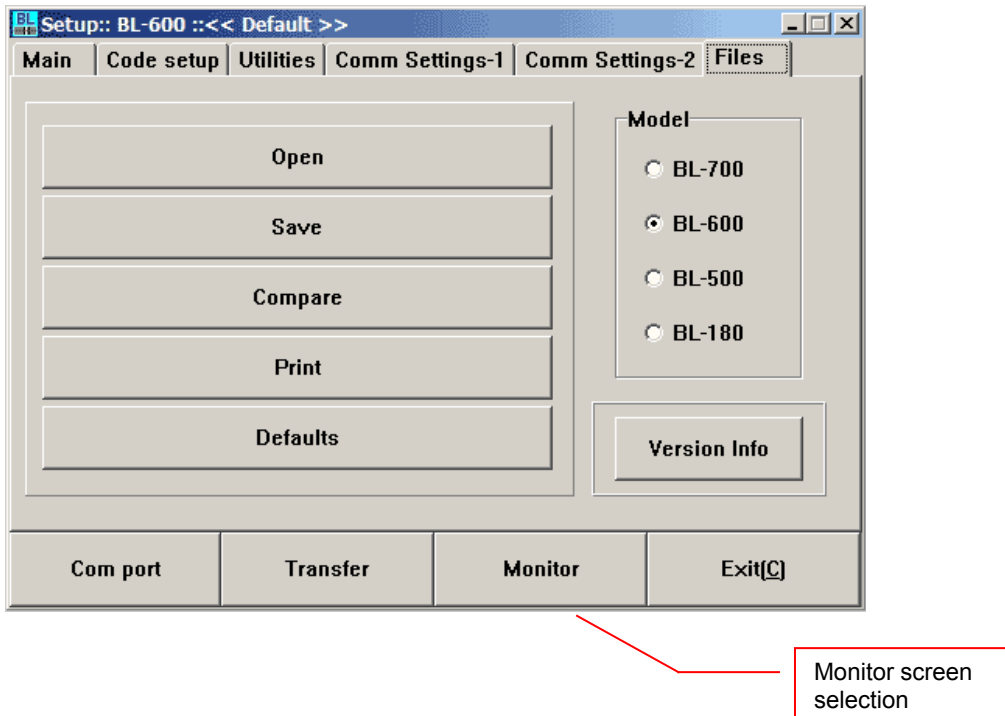 BL Setup:: BL-600 ::<< Default >>
Main Code setup Utilities Comm Settings-1 Comm Settings-2 Files
Open
Save
Compare
Print
Defaults
Model
BL-700
BL-600
BL-500
BL-180
Version Info
Com port Transfer Monitor Exit(C)
Monitor screen
selection